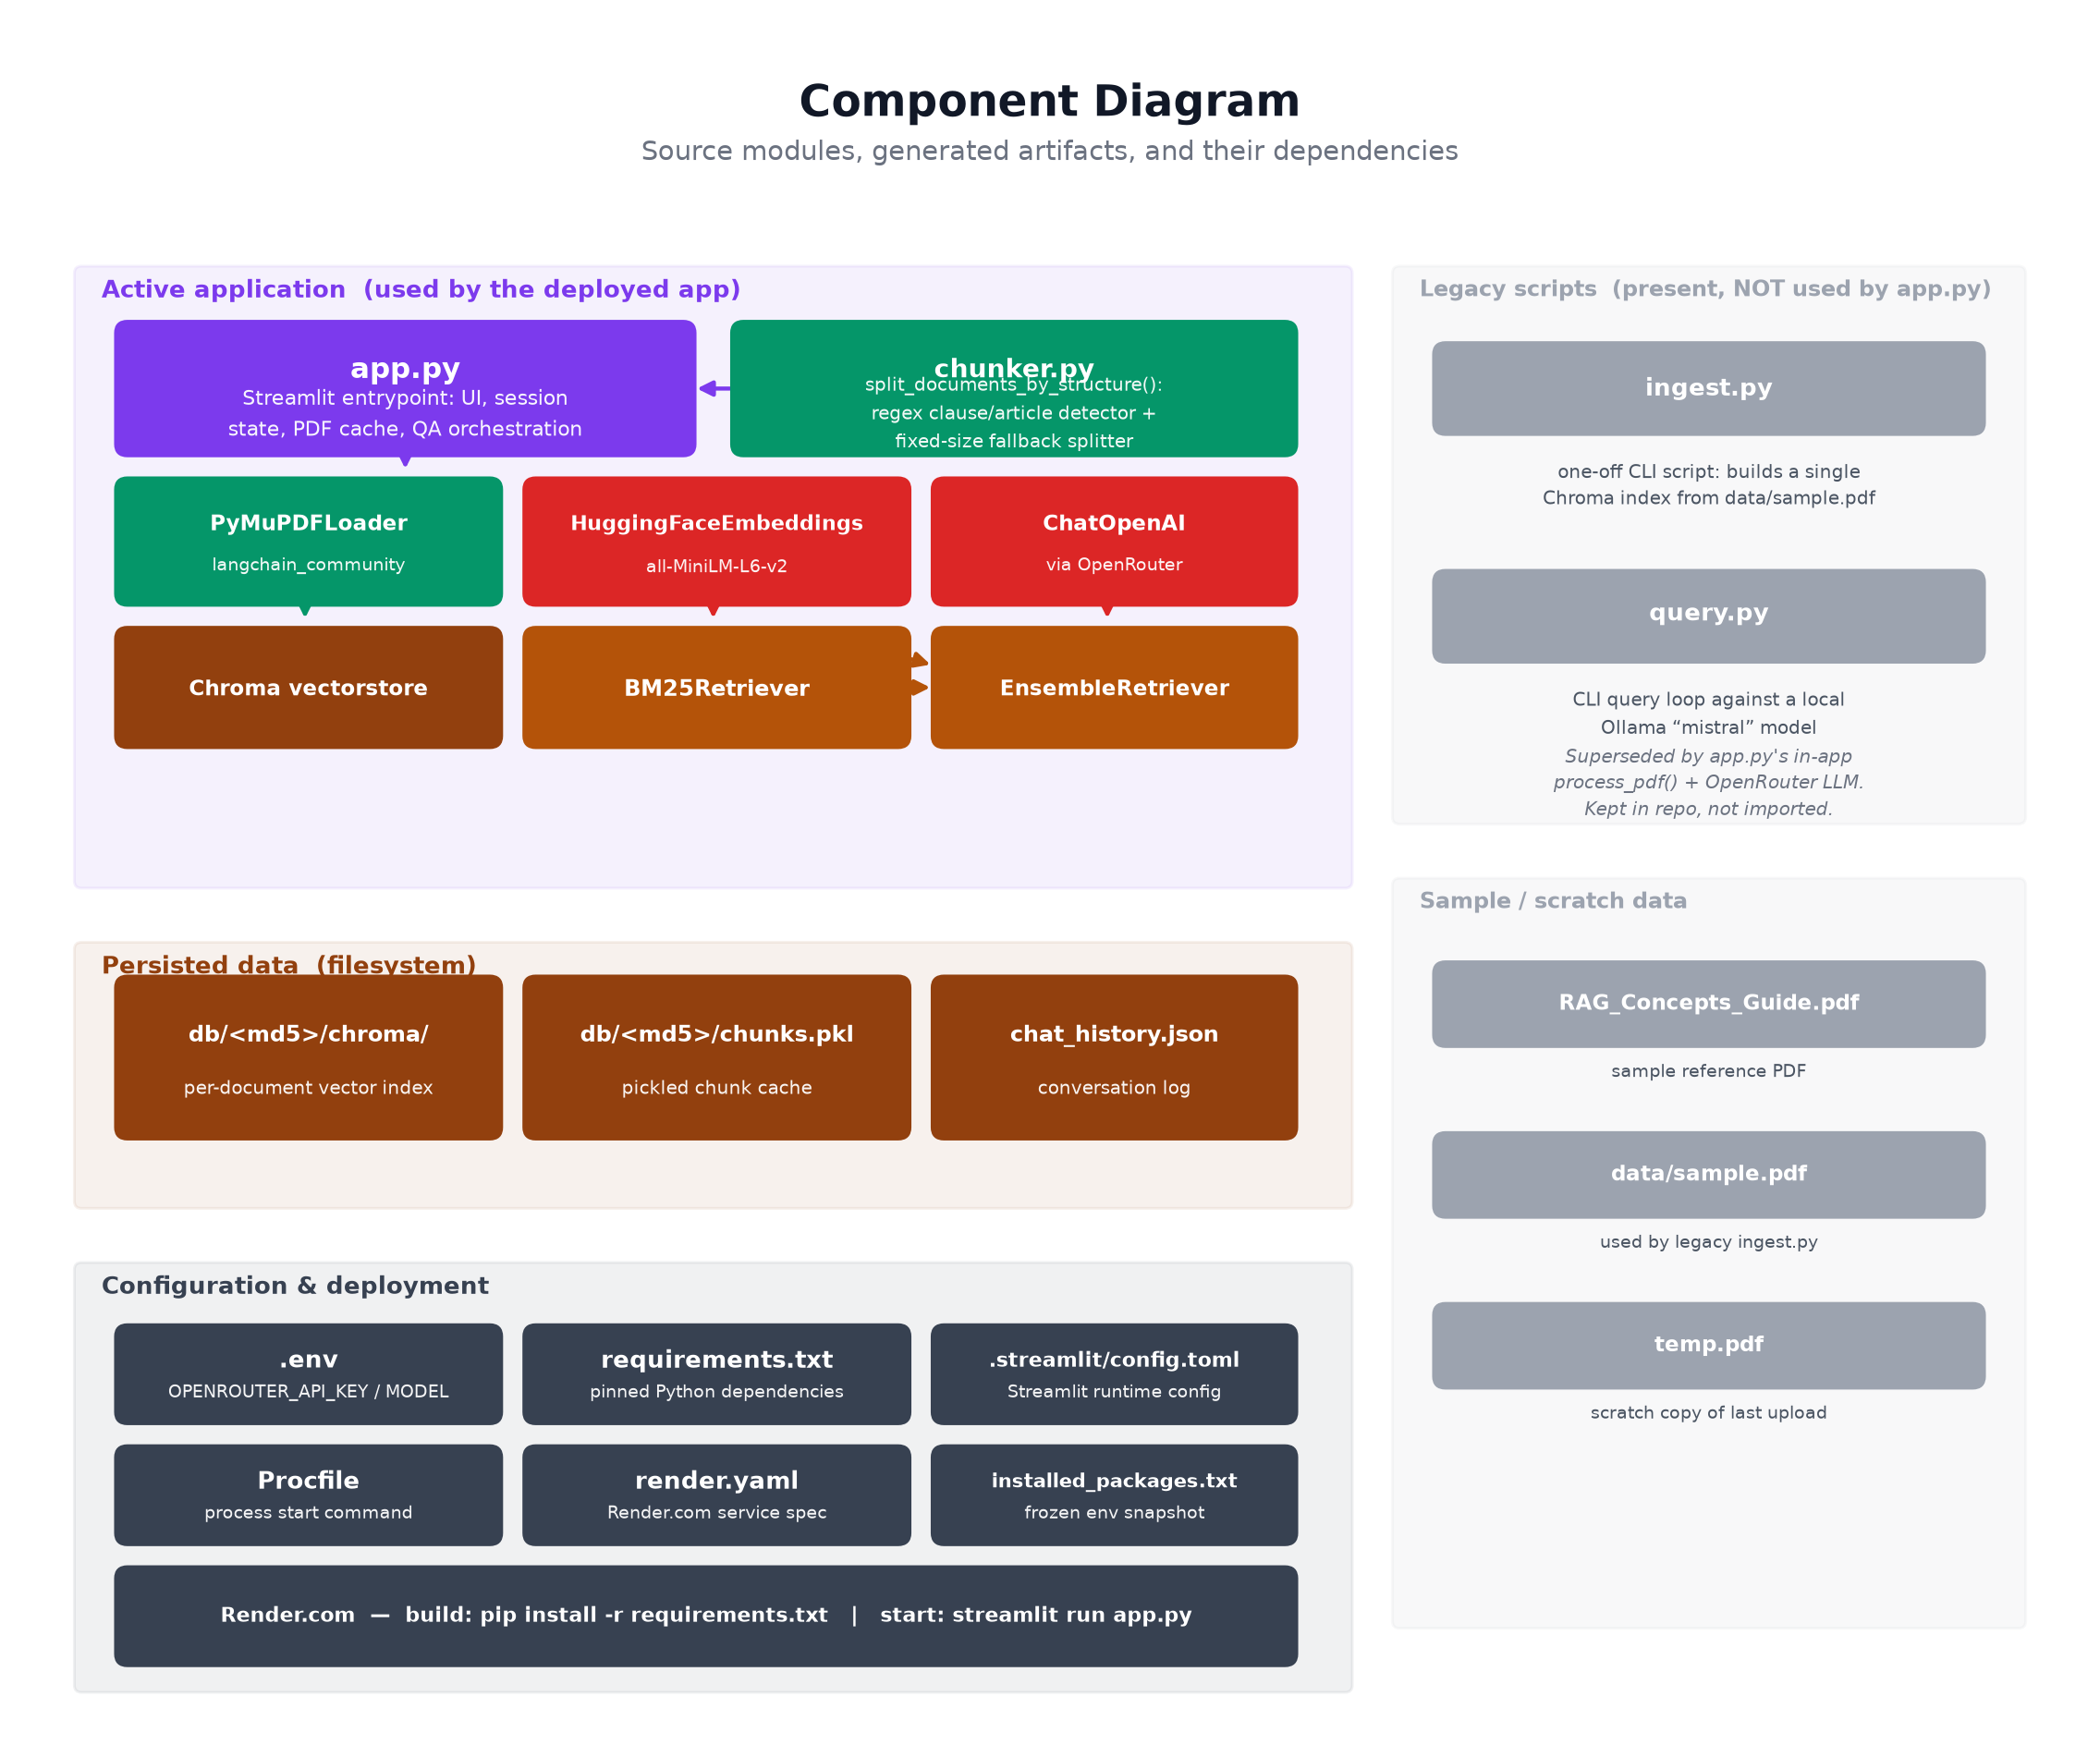 Component Diagram
Source modules, generated artifacts, and their dependencies
Active application  (used by the deployed app)
app.py
Streamlit entrypoint: UI, session
state, PDF cache, QA orchestration
chunker.py
split_documents_by_structure():
regex clause/article detector +
fixed-size fallback splitter
PyMuPDFLoader
langchain_community
HuggingFaceEmbeddings
all-MiniLM-L6-v2
ChatOpenAI
via OpenRouter
Chroma vectorstore
BM25Retriever
EnsembleRetriever
Persisted data  (filesystem)
db/<md5>/chroma/
per-document vector index
db/<md5>/chunks.pkl
pickled chunk cache
chat_history.json
conversation log
Configuration & deployment
.env
OPENROUTER_API_KEY / MODEL
requirements.txt
pinned Python dependencies
.streamlit/config.toml
Streamlit runtime config
Procfile
process start command
render.yaml
Render.com service spec
installed_packages.txt
frozen env snapshot
Render.com  —  build: pip install -r requirements.txt   |   start: streamlit run app.py
Legacy scripts  (present, NOT used by app.py)
ingest.py
one-off CLI script: builds a single
Chroma index from data/sample.pdf
query.py
CLI query loop against a local
Ollama “mistral” model
Superseded by app.py's in-app
process_pdf() + OpenRouter LLM.
Kept in repo, not imported.
Sample / scratch data
RAG_Concepts_Guide.pdf
sample reference PDF
data/sample.pdf
used by legacy ingest.py
temp.pdf
scratch copy of last upload